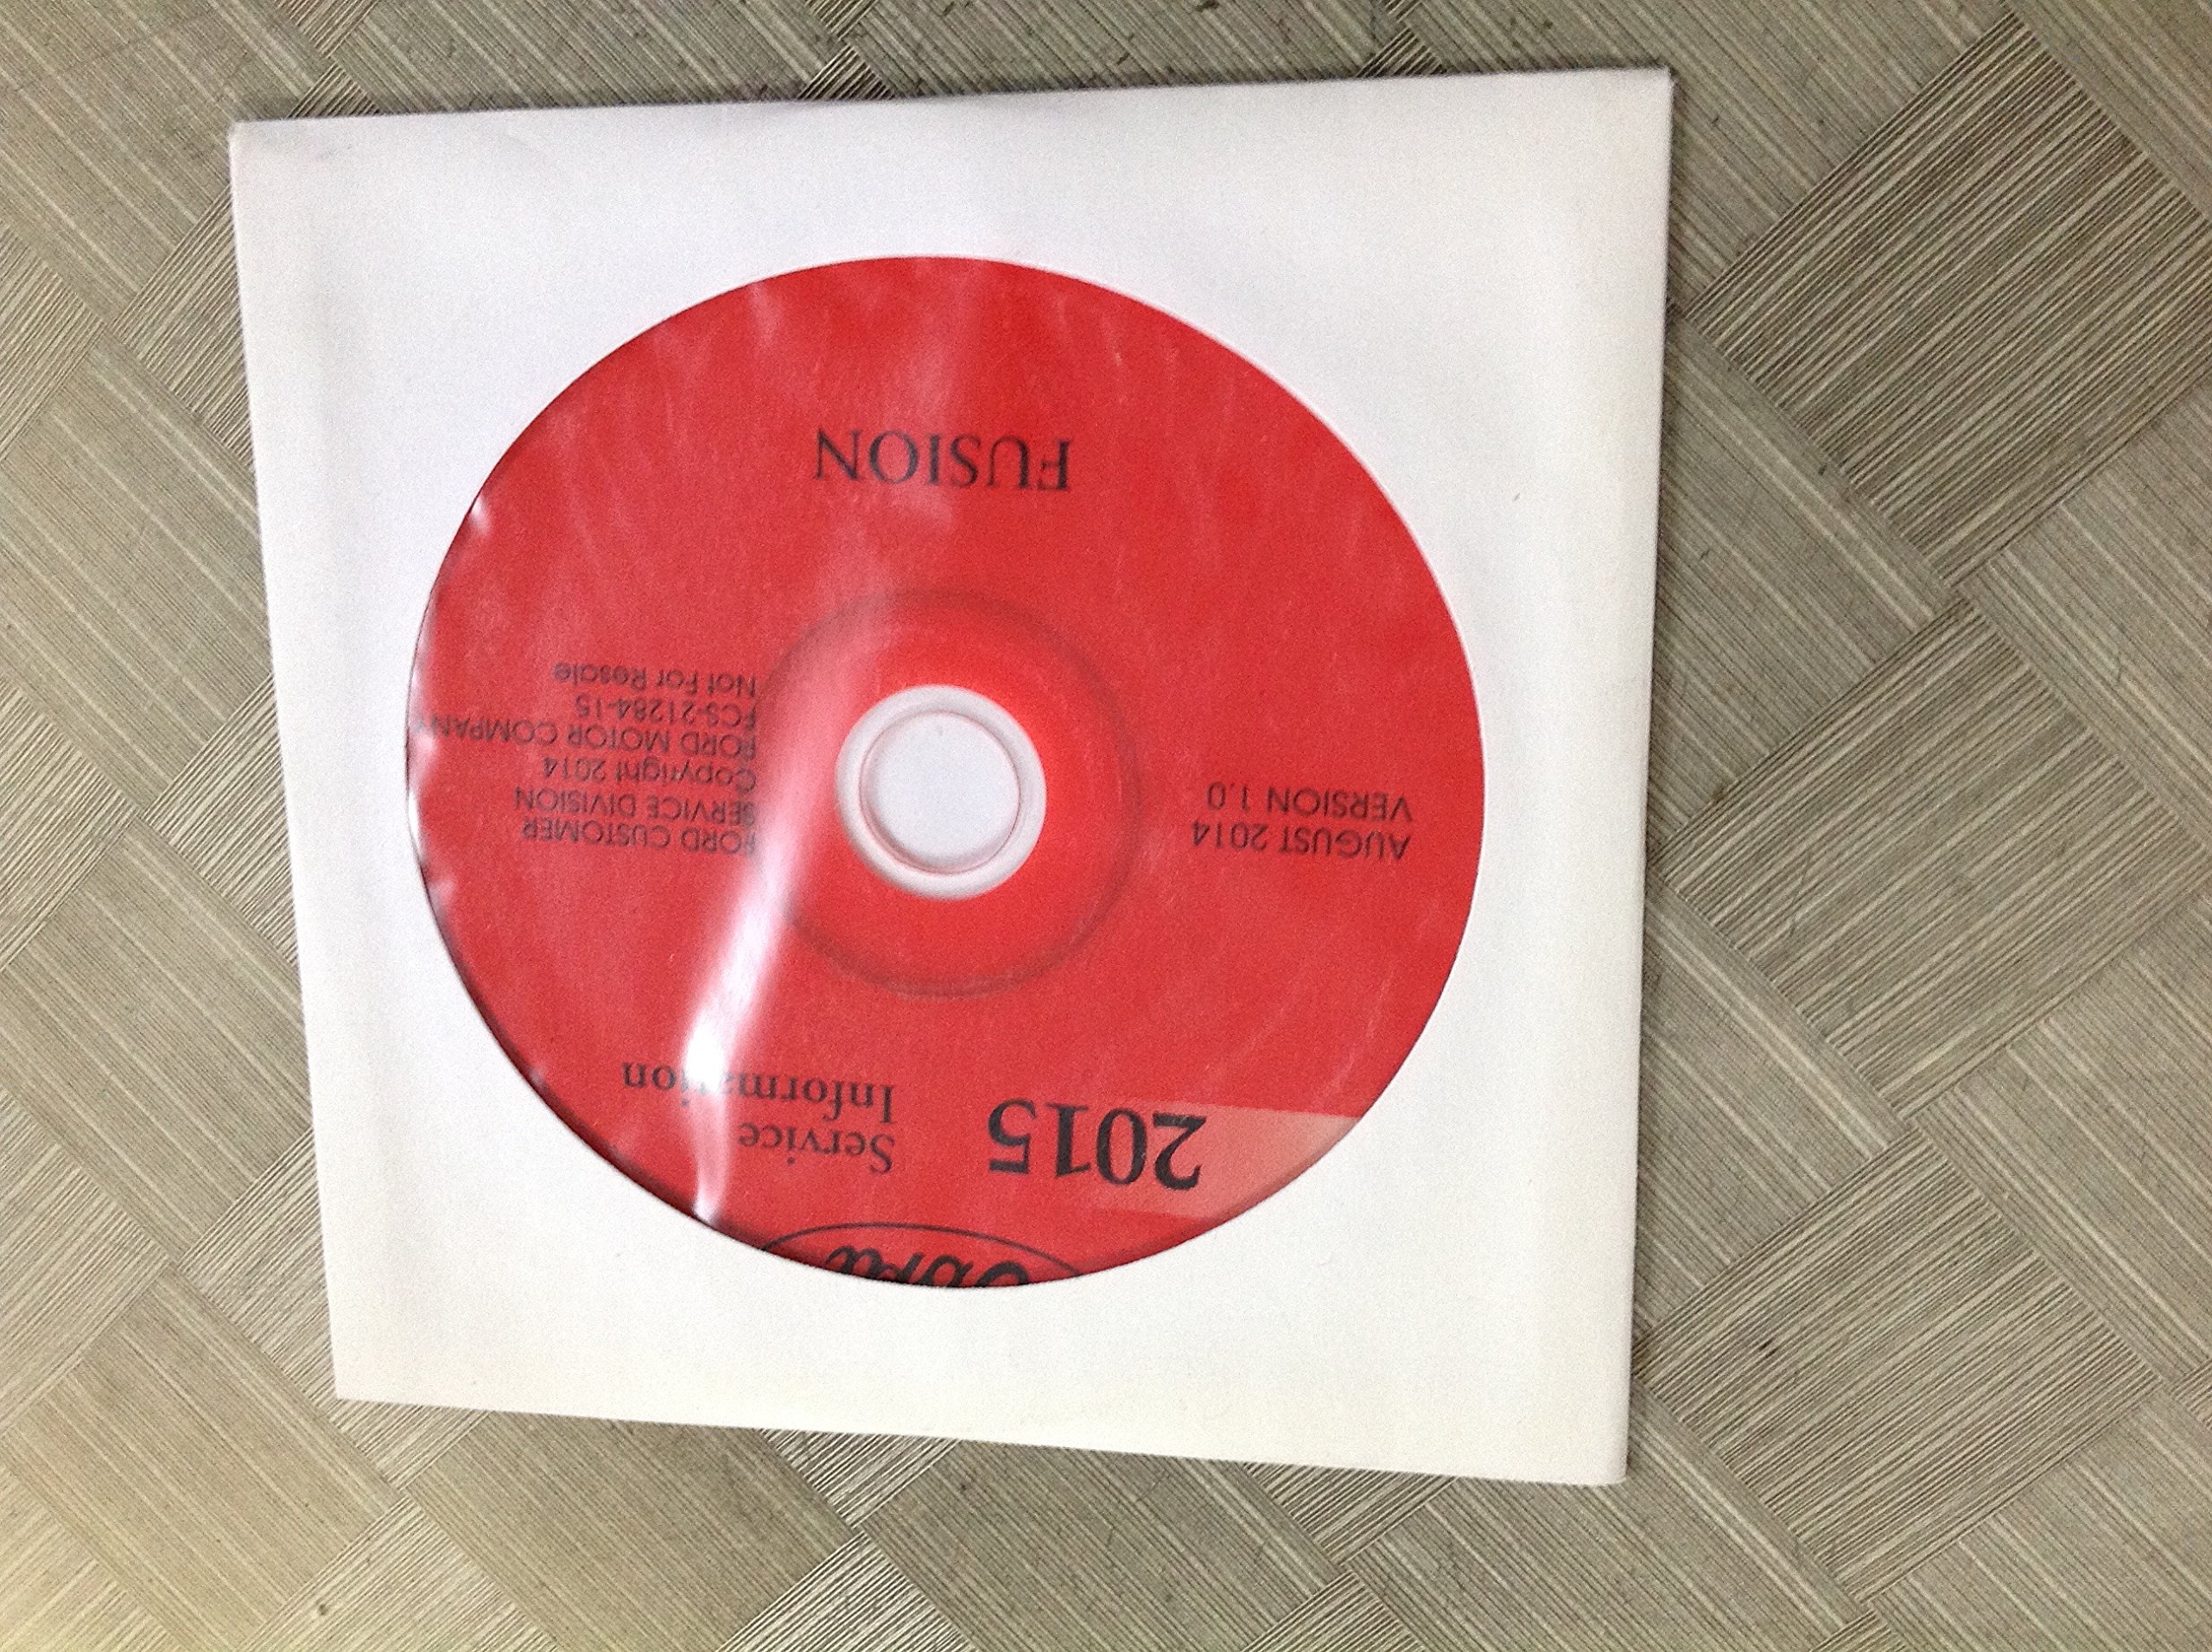 Ford
2015
Service
Information
AUGUST 2014
VERSION 1.0
FORD CUSTOMER
SERVICE DIVISION
Copyright 2014
FORD MOTOR COMPANY
FCS-21284-15
Not For Resale
FUSION